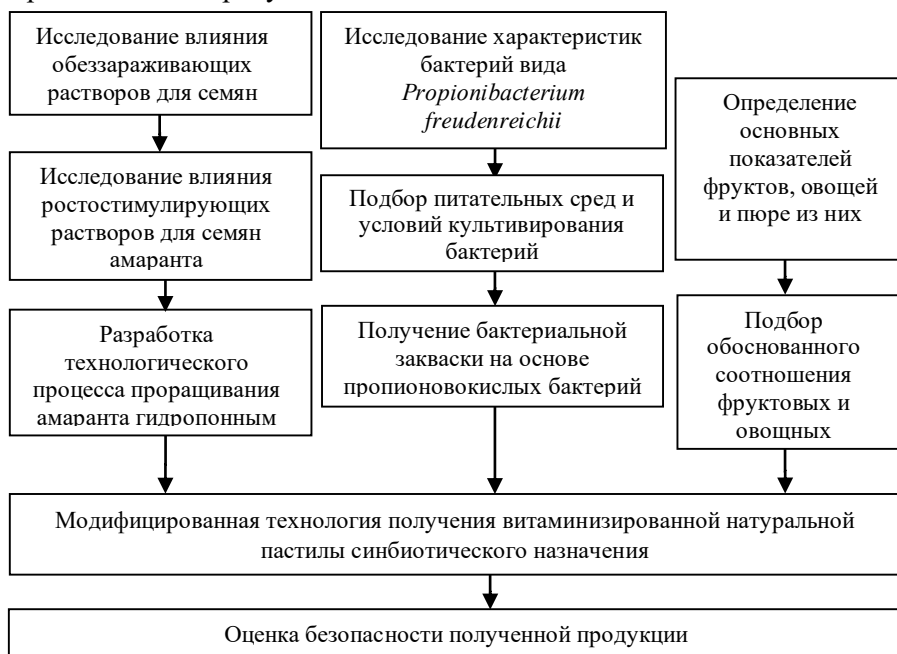 Исследование влияния
обеззараживающих
растворов для семян
Исследование влияния
ростостимулирующих
растворов для семян
амаранта
Разработка
технологического
процесса проращивания
амаранта гидропонным
Исследование характеристик
бактерий вида
Propionibacterium
freudenreichii
Подбор питательных сред и
условий культивирования
бактерий
Получение бактериальной
закваски на основе
пропионовокислых бактерий
Определение
основных
показателей
фруктов, овощей
и пюре из них
Подбор
обоснованного
соотношения
фруктовых и
овощных
Модифицированная технология получения витаминизированной натуральной
пастилы синбиотического назначения
Оценка безопасности полученной продукции